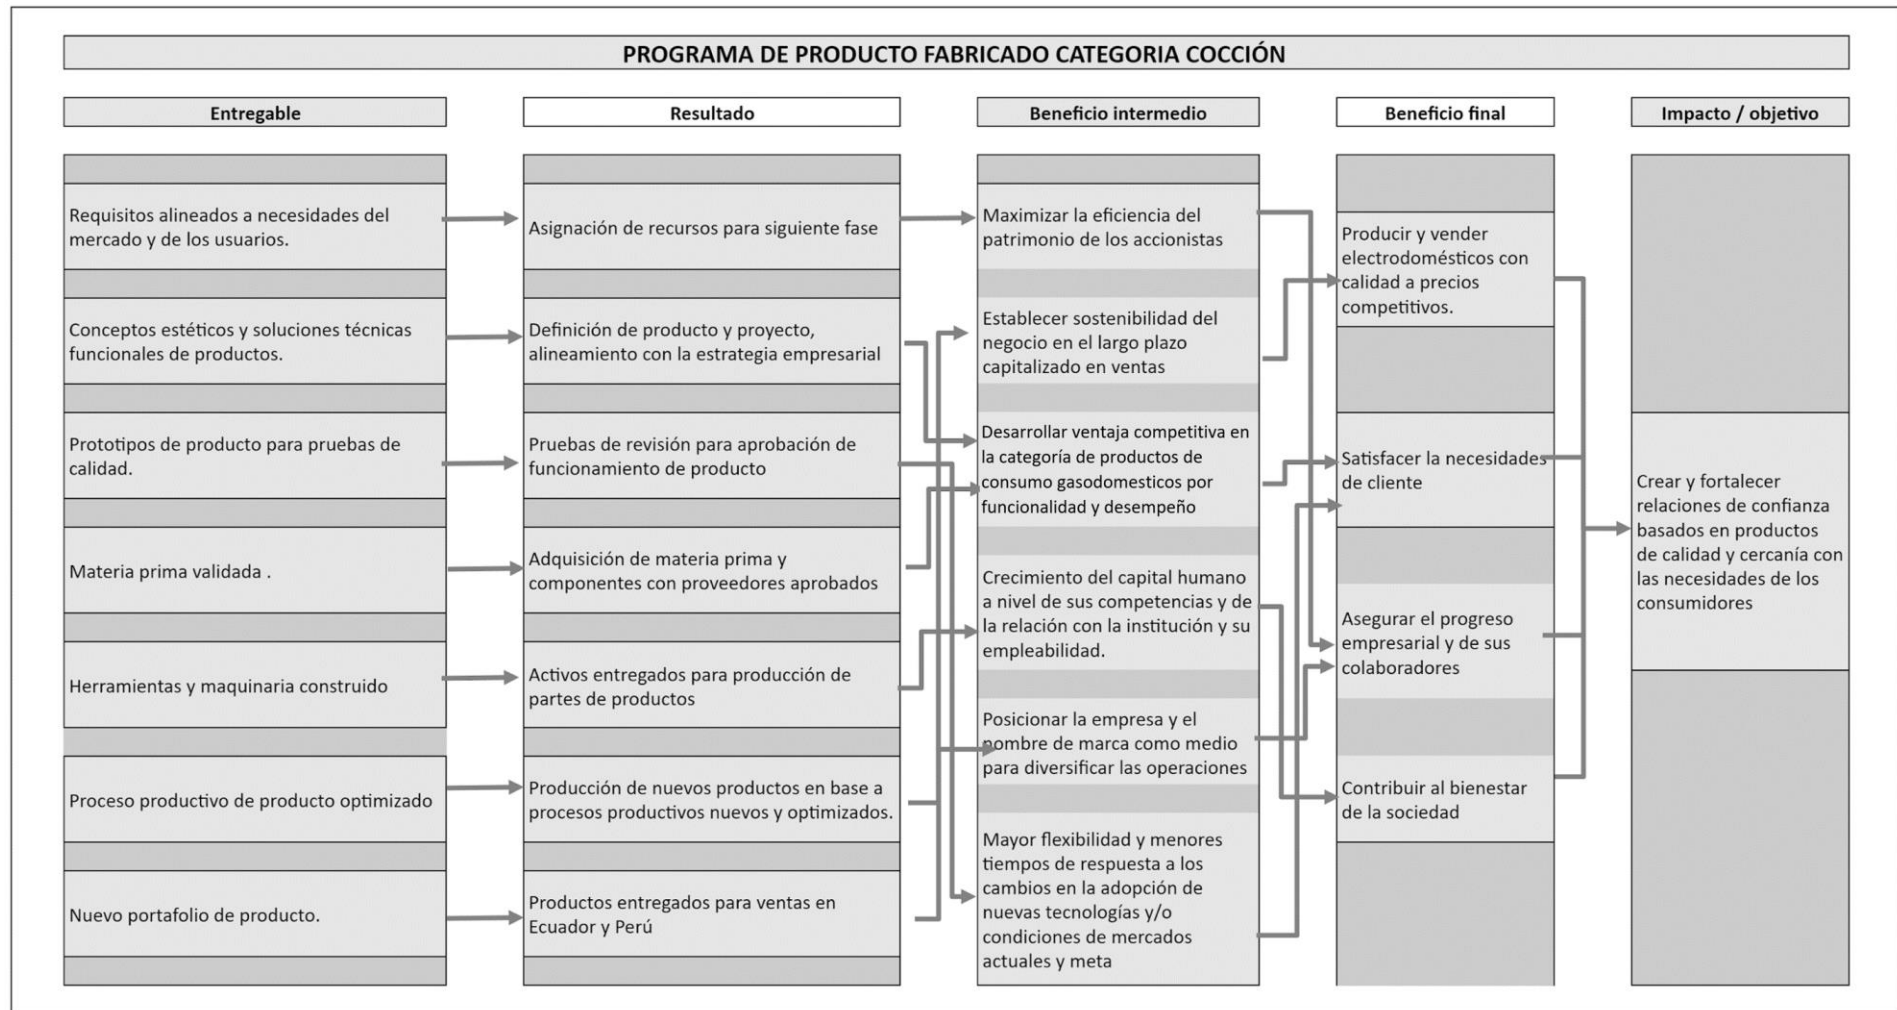 PROGRAMA DE PRODUCTO FABRICADO CATEGORIA COCCIÓN
Entregable
Resultado
Beneficio intermedio
Beneficio final
Impacto / objetivo
Requisitos alineados a necesidades del
mercado y de los usuarios.
Conceptos estéticos y soluciones técnicas
funcionales de productos.
Prototipos de producto para pruebas de
calidad.
Materia prima validada .
Herramientas y maquinaria construido
Proceso productivo de producto optimizado
Nuevo portafolio de producto.
Asignación de recursos para siguiente fase
Definición de producto y proyecto,
alineamiento con la estrategia empresarial
Pruebas de revisión para aprobación de
funcionamiento de producto
Adquisición de materia prima y
componentes con proveedores aprobados
Activos entregados para producción de
partes de productos
Producción de nuevos productos en base a
procesos productivos nuevos y optimizados.
Productos entregados para ventas en
Ecuador y Perú
Maximizar la eficiencia del
patrimonio de los accionistas
Establecer sostenibilidad del
negocio en el largo plazo
capitalizado en ventas
Desarrollar ventaja competitiva en
la categoría de productos de
consumo gasodomesticos por
funcionalidad y desempeño
Crecimiento del capital humano
a nivel de sus competencias y de
la relación con la institución y su
empleabilidad.
Posicionar la empresa y el
nombre de marca como medio
para diversificar las operaciones
Mayor flexibilidad y menores
tiempos de respuesta a los
cambios en la adopción de
nuevas tecnologías y/o
condiciones de mercados
actuales y meta
Producir y vender
electrodomésticos con
calidad a precios
competitivos.
Satisfacer la necesidades
de cliente
Asegurar el progreso
empresarial y de sus
colaboradores
Contribuir al bienestar
de la sociedad
Crear y fortalecer
relaciones de confianza
basados en productos
de calidad y cercanía con
las necesidades de los
consumidores